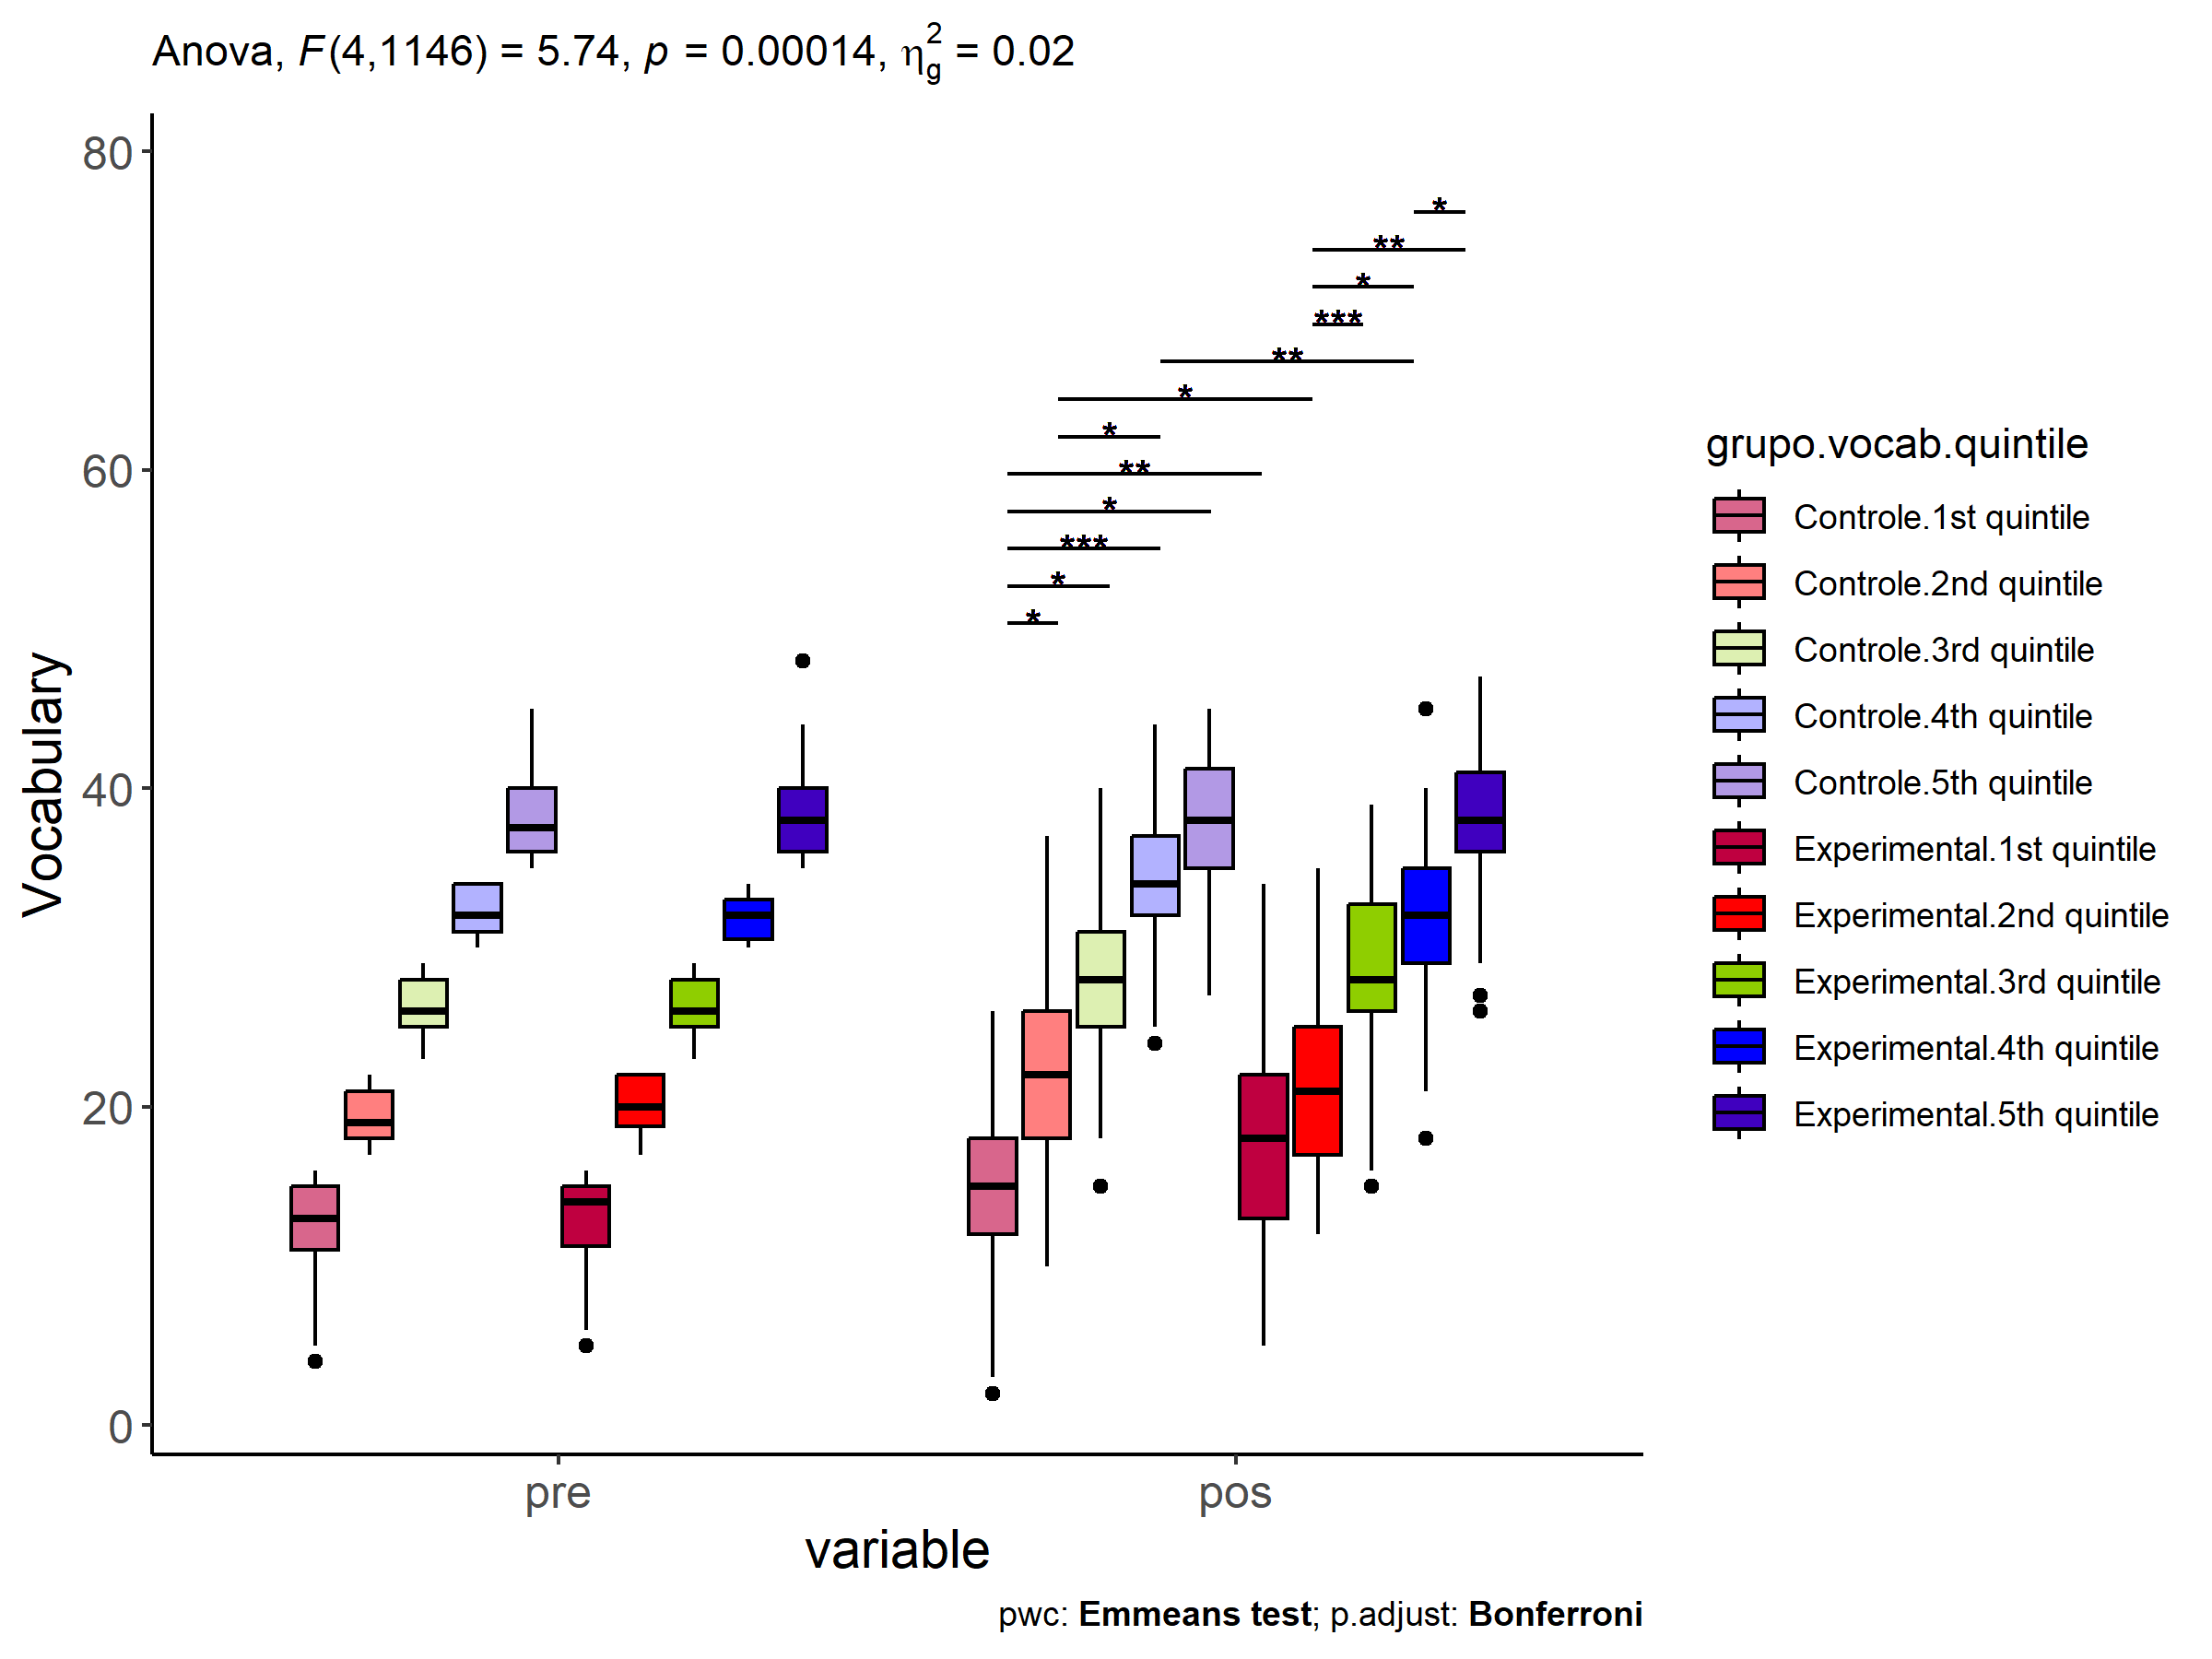 Anova, F(4,1146) = 5.74, p = 0.00014, η²g = 0.02
80
60
40
20
0
Vocabulary
*
**
*
***
**
*
*
**
*
***
*
*
pre
pos
variable
pwc: Emmeans test; p.adjust: Bonferroni
grupo.vocab.quintile
Controle.1st quintile
Controle.2nd quintile
Controle.3rd quintile
Controle.4th quintile
Controle.5th quintile
Experimental.1st quintile
Experimental.2nd quintile
Experimental.3rd quintile
Experimental.4th quintile
Experimental.5th quintile